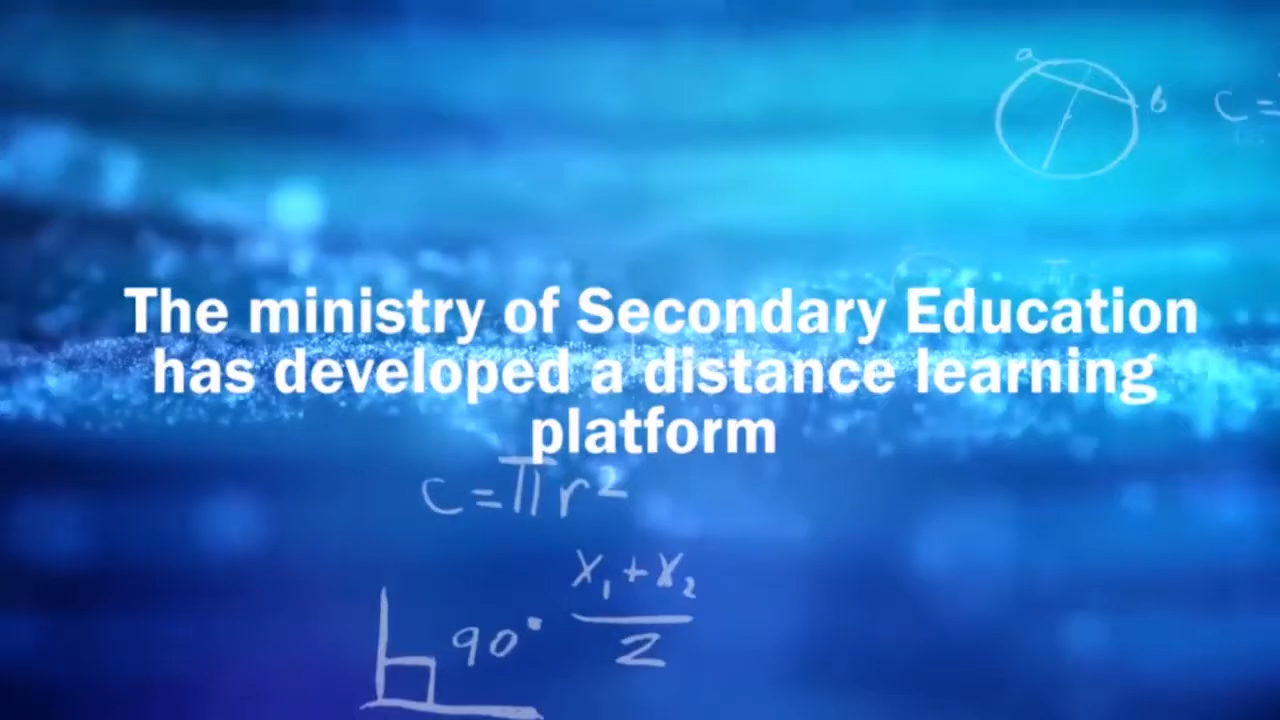 a
b
C=
The ministry of Secondary Education
has developed a distance learning
platform
C=πr²
X₁+X₂
2
90°